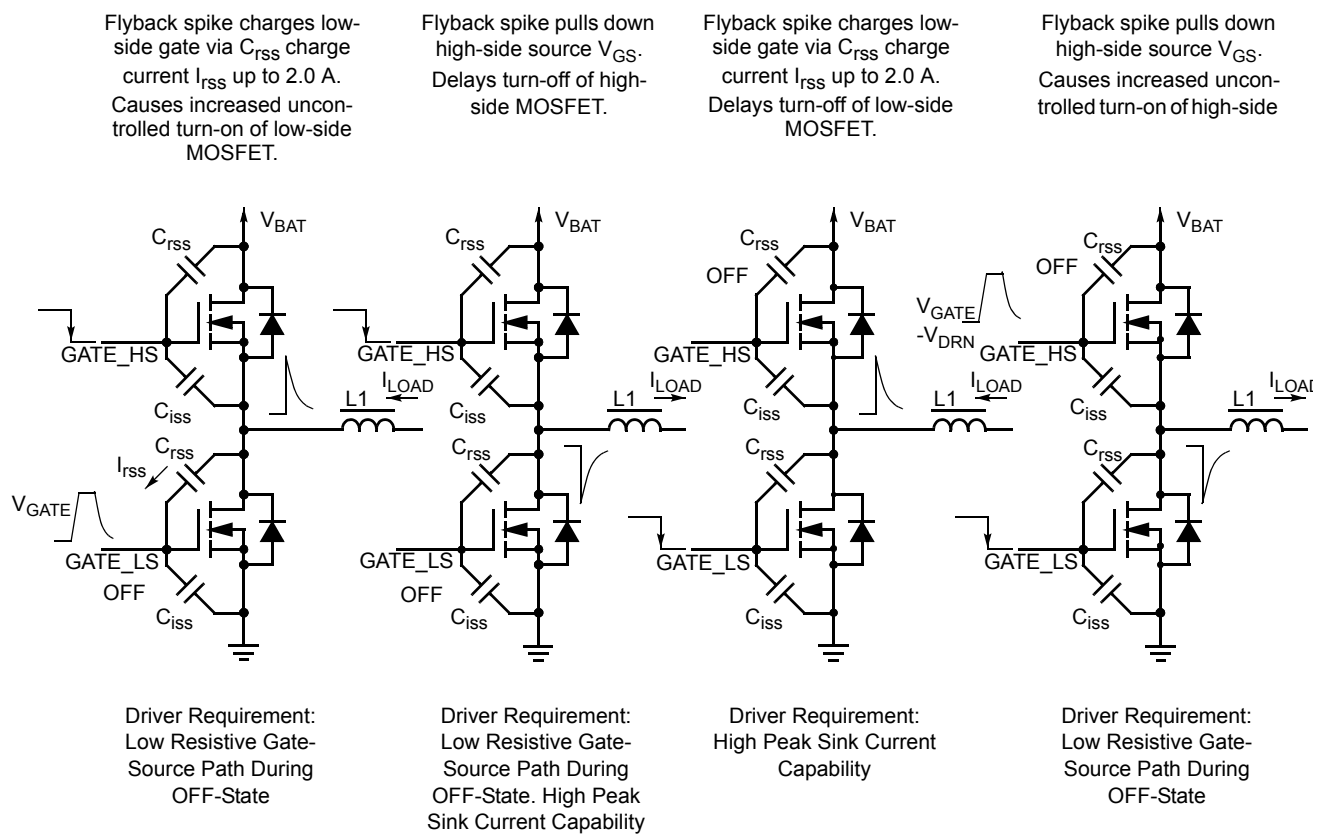 Flyback spike charges low-
side gate via Crss charge
current Irss up to 2.0 A.
Causes increased uncon-
trolled turn-on of low-side
MOSFET.
Flyback spike pulls down
high-side source VGS.
Delays turn-off of high-
side MOSFET.
Flyback spike charges low-
side gate via Crss charge
current Irss up to 2.0 A.
Delays turn-off of low-side
MOSFET.
Flyback spike pulls down
high-side source VGS.
Causes increased uncon-
trolled turn-on of high-side
VBAT
Crss
GATE_HS
Ciss
ILOAD
L1
Crss
Irss
VGATE
GATE_LS
OFF
Ciss
VBAT
Crss
GATE_HS
Ciss
ILOAD
L1
Crss
GATE_LS
OFF
Ciss
VBAT
Crss
OFF
GATE_HS
Ciss
ILOAD
L1
Crss
GATE_LS
Ciss
VBAT
Crss
OFF
VGATE
-VDRN
GATE_HS
Ciss
ILOAD
L1
Crss
GATE_LS
Ciss
Driver Requirement:
Low Resistive Gate-
Source Path During
OFF-State
Driver Requirement:
Low Resistive Gate-
Source Path During
OFF-State. High Peak
Sink Current Capability
Driver Requirement:
High Peak Sink Current
Capability
Driver Requirement:
Low Resistive Gate-
Source Path During
OFF-State